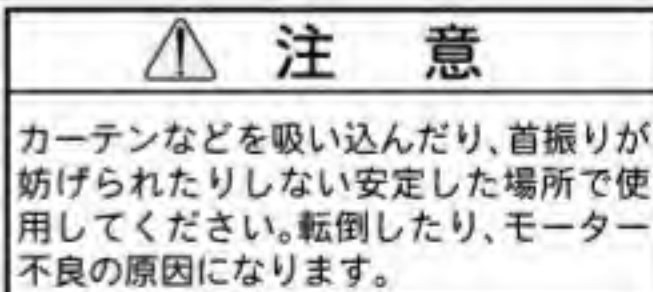 注 意
カーテンなどを吸い込んだり、首振りが
妨げられたりしない安定した場所で使
用してください。転倒したり、モーター
不良の原因になります。